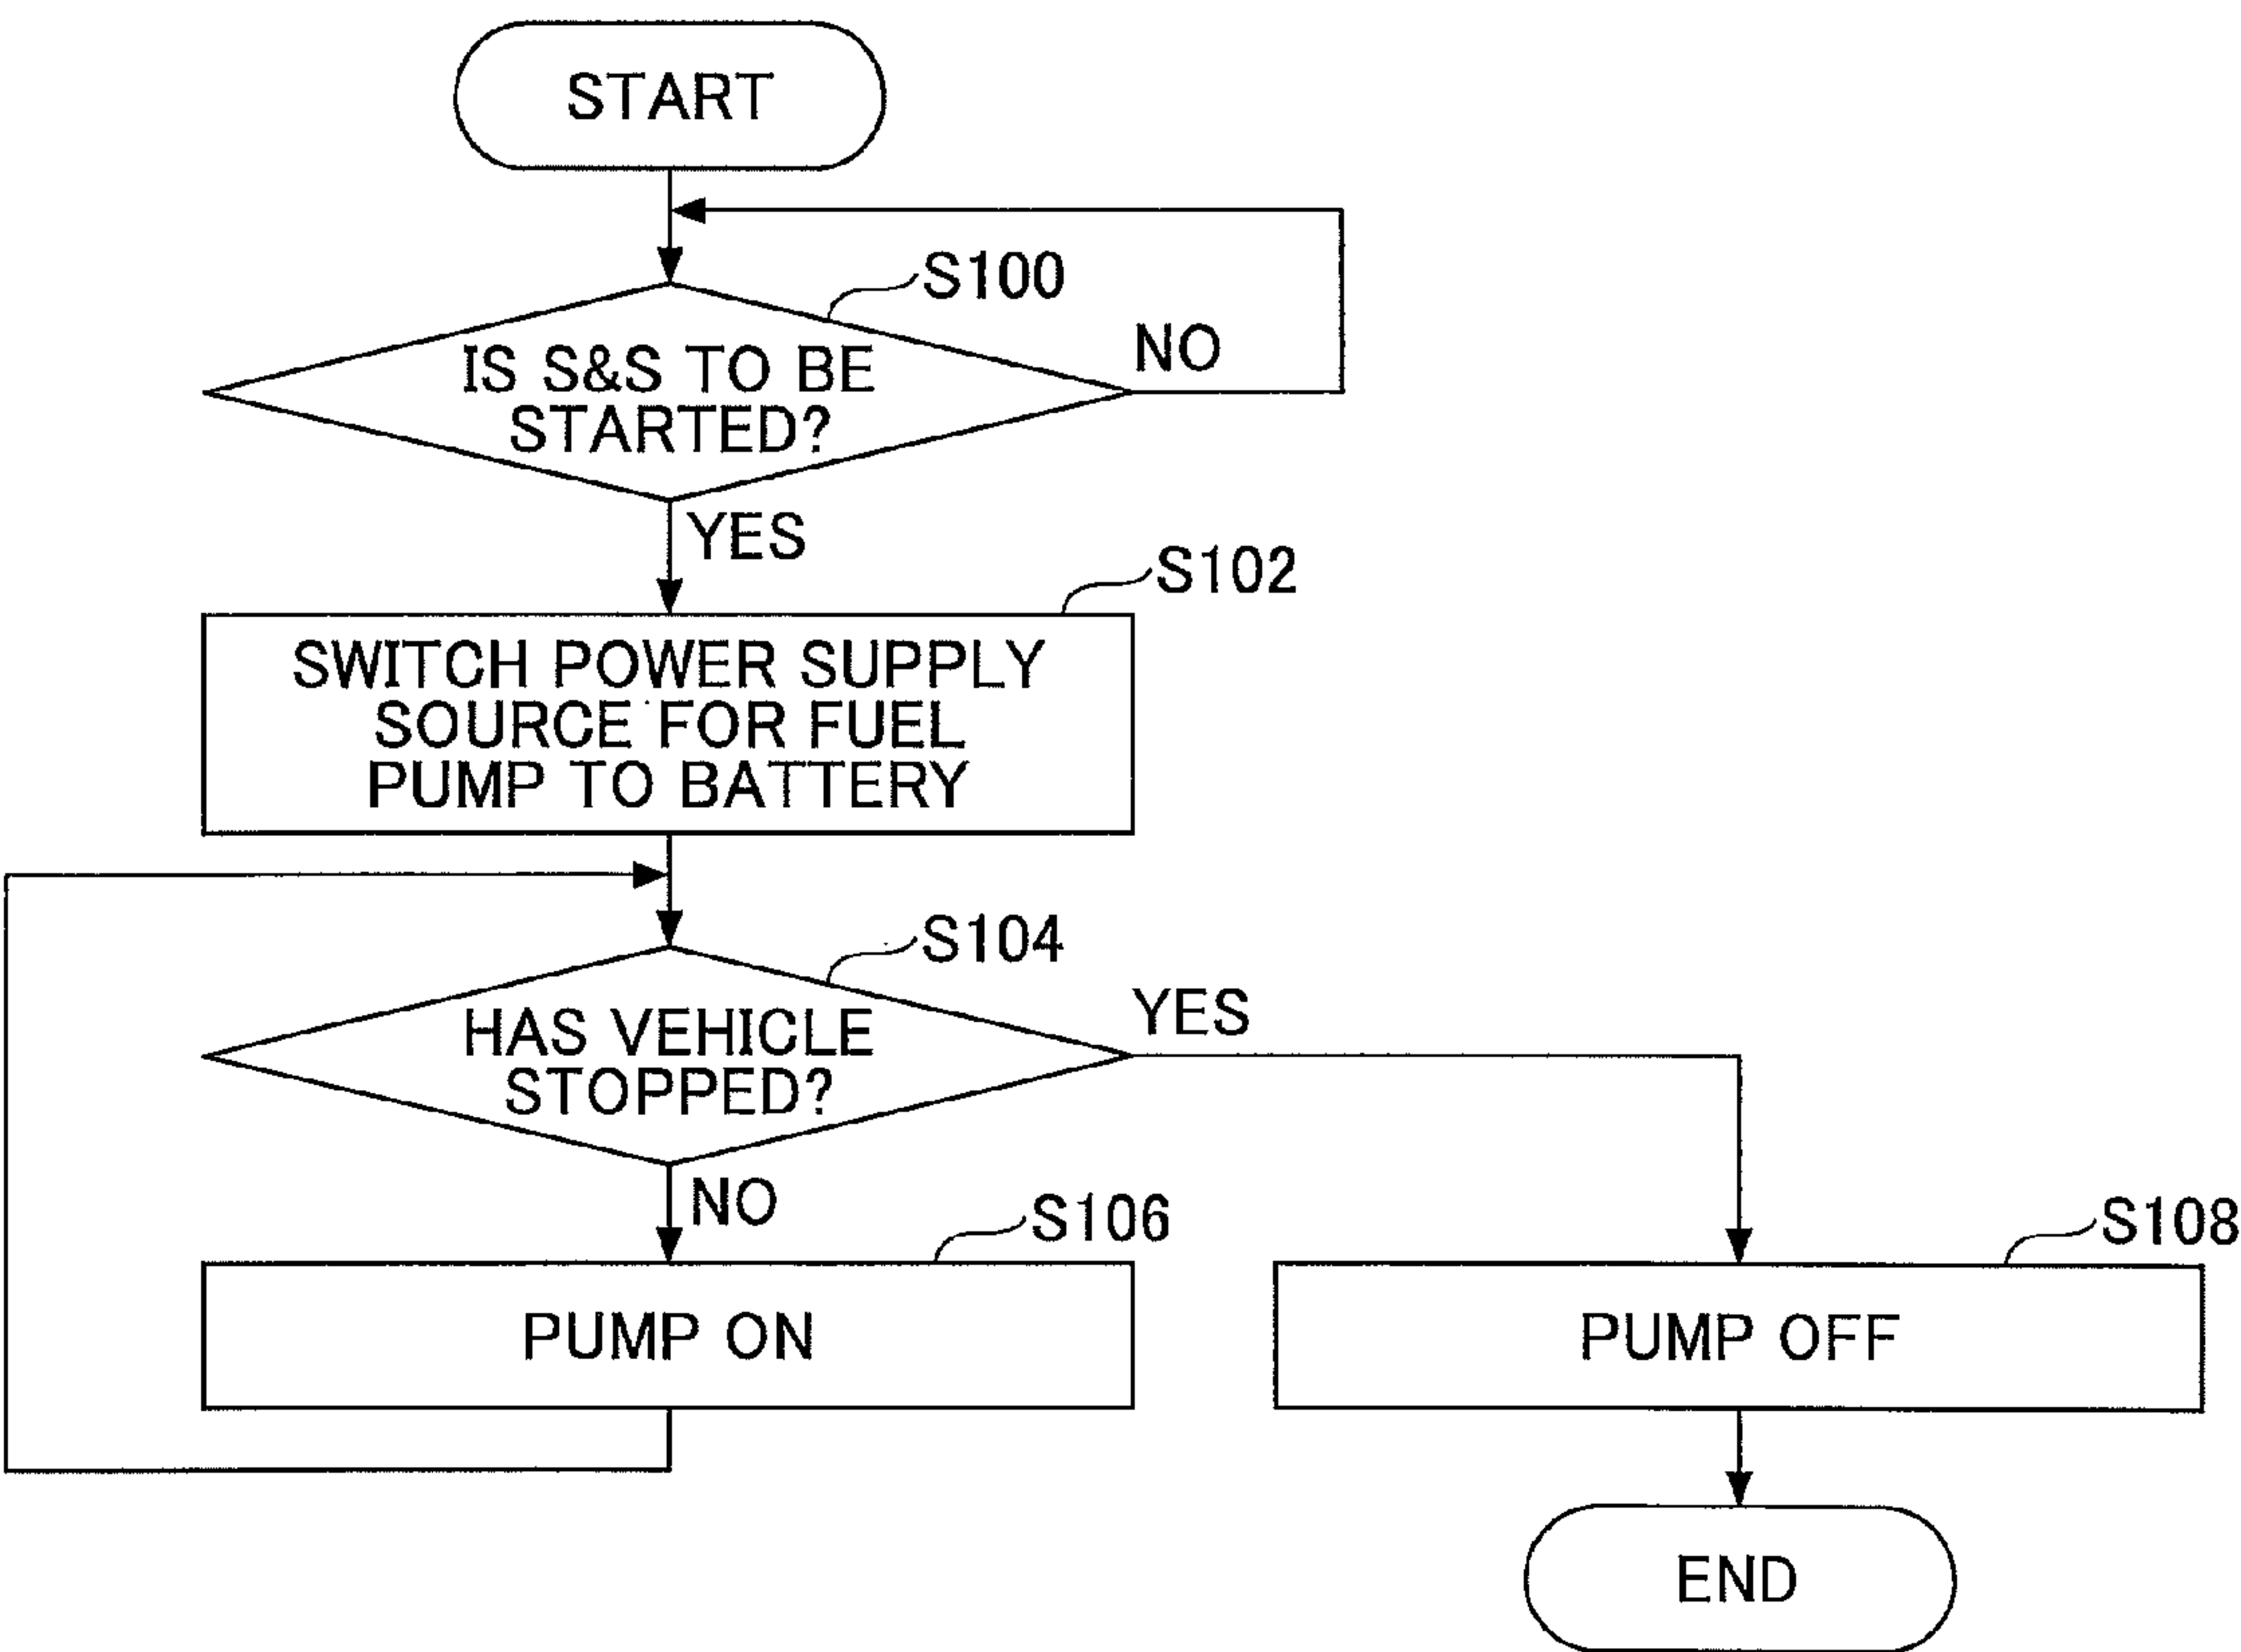 START
S100
IS S&S TO BE
STARTED?
NO
YES
S102
SWITCH POWER SUPPLY
SOURCE FOR FUEL
PUMP TO BATTERY
S104
HAS VEHICLE
STOPPED?
YES
NO
S106
PUMP ON
S108
PUMP OFF
END